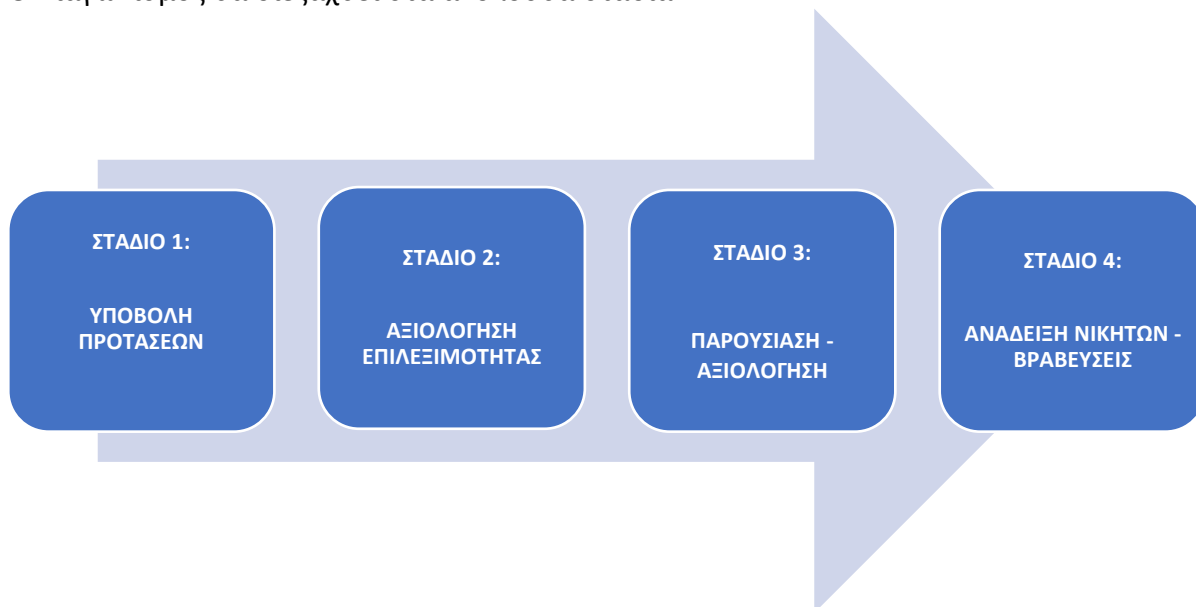 ΣΤΑΔΙΟ 1:
ΥΠΟΒΟΛΗ
ΠΡΟΤΑΣΕΩΝ
ΣΤΑΔΙΟ 2:
ΑΞΙΟΛΟΓΗΣΗ
ΕΠΙΛΕΞΙΜΟΤΗΤΑΣ
ΣΤΑΔΙΟ 3:
ΠΑΡΟΥΣΙΑΣΗ -
ΑΞΙΟΛΟΓΗΣΗ
ΣΤΑΔΙΟ 4:
ΑΝΑΔΕΙΞΗ ΝΙΚΗΤΩΝ -
ΒΡΑΒΕΥΣΕΙΣ